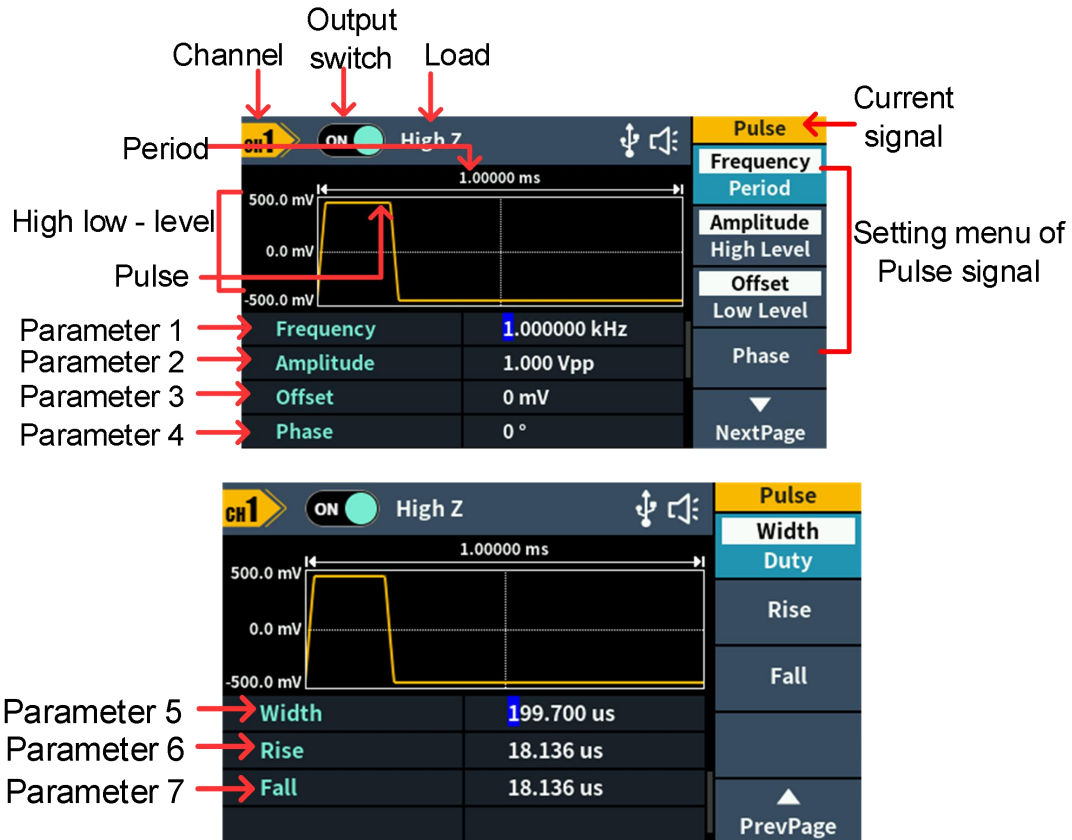 Output
switch
Channel
Load
Current
signal
CH1
ON
High Z
Pulse
Period
1.00000 ms
Frequency
Period
High low - level
500.0 mV
0.0 mV
-500.0 mV
Pulse
Amplitude
High Level
Offset
Low Level
Phase
NextPage
Setting menu of
Pulse signal
Parameter 1
Frequency
1.000000 kHz
Parameter 2
Amplitude
1.000 Vpp
Parameter 3
Offset
0 mV
Parameter 4
Phase
0 °
CH1
ON
High Z
Pulse
1.00000 ms
500.0 mV
0.0 mV
-500.0 mV
Width
Duty
Rise
Fall
PrevPage
Parameter 5
Width
199.700 us
Parameter 6
Rise
18.136 us
Parameter 7
Fall
18.136 us